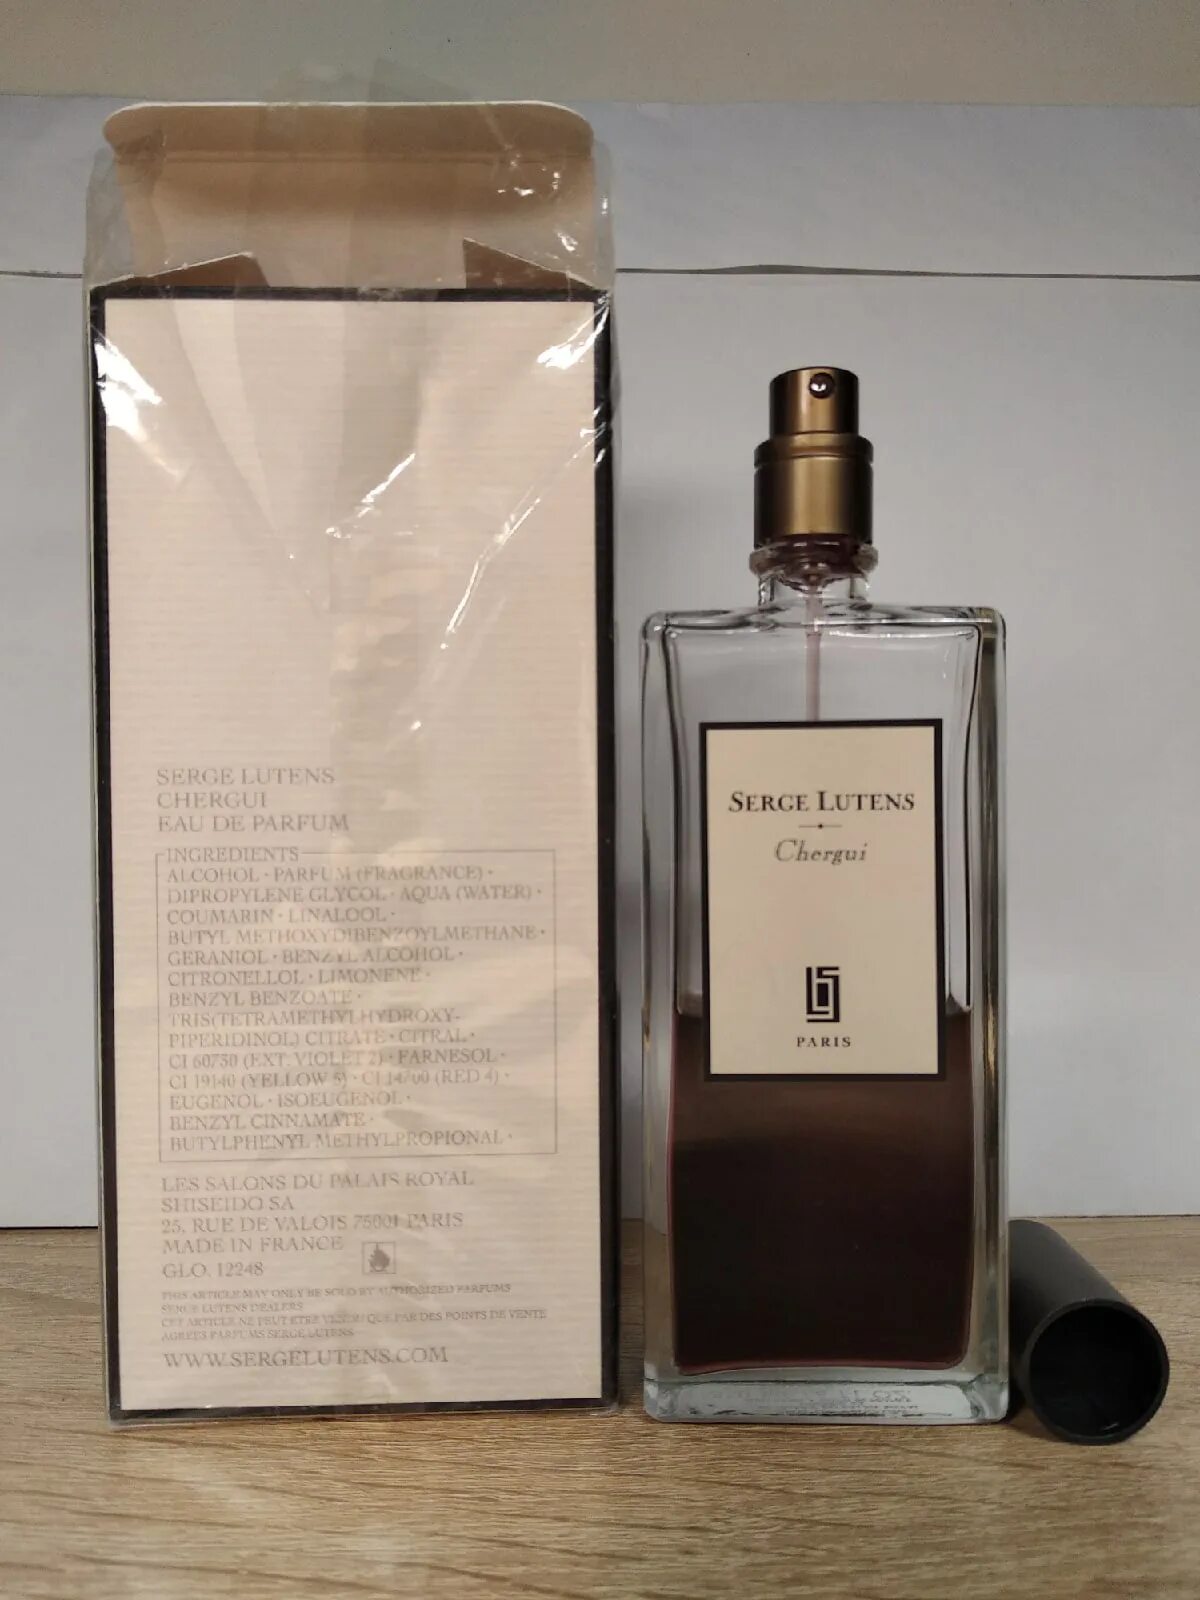 SERGE LUTENS
CHERGUI
EAU DE PARFUM
INGREDIENTS
ALCOHOL · PARFUM (FRAGRANCE) ·
DIPROPYLENE GLYCOL · AQUA (WATER) ·
COUMARIN · LINALOOL ·
BUTYL METHOXYDIBENZOYLMETHANE ·
GERANIOL · BENZYL ALCOHOL ·
CITRONELLOL · LIMONENE ·
BENZYL BENZOATE ·
TRIS(TETRAMETHYLHYDROXY-
PIPERIDINOL) CITRATE · CITRAL ·
CI 60730 (EXT. VIOLET 2) · FARNESOL ·
CI 19140 (YELLOW 5) · CI 14700 (RED 4) ·
EUGENOL · ISOEUGENOL ·
BENZYL CINNAMATE ·
BUTYLPHENYL METHYLPROPIONAL ·
LES SALONS DU PALAIS ROYAL
SHISEIDO SA
25, RUE DE VALOIS 75001 PARIS
MADE IN FRANCE
GLO. 12248
THIS ARTICLE MAY ONLY BE SOLD BY AUTHORIZED PARFUMS
SERGE LUTENS DEALERS
CET ARTICLE NE PEUT ETRE VENDU QUE PAR DES POINTS DE VENTE
AGREES PARFUMS SERGE LUTENS
WWW.SERGELUTENS.COM
SERGE LUTENS
Chergui
PARIS